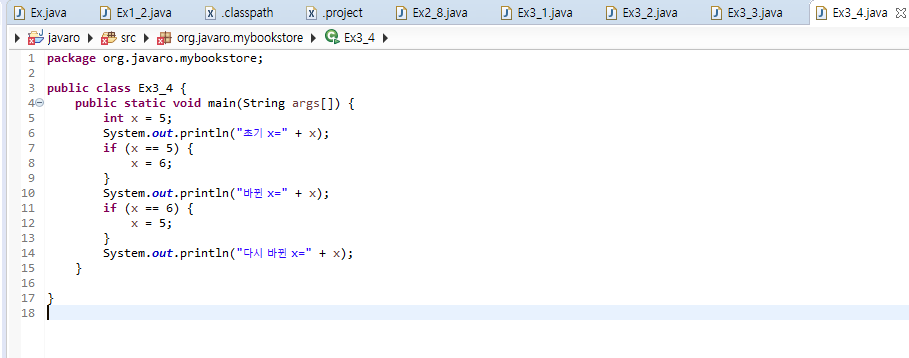 Ex.java Ex1_2.java .classpath .project Ex2_8.java Ex3_1.java Ex3_2.java Ex3_3.java Ex3_4.java
javaro src org.javaro.mybookstore Ex3_4
1 package org.javaro.mybookstore;
2
3 public class Ex3_4 {
4 public static void main(String args[]) {
5 int x = 5;
6 System.out.println("초기 x=" + x);
7 if (x == 5) {
8 x = 6;
9 }
10 System.out.println("바뀐 x=" + x);
11 if (x == 6) {
12 x = 5;
13 }
14 System.out.println("다시 바뀐 x=" + x);
15 }
16
17 }
18